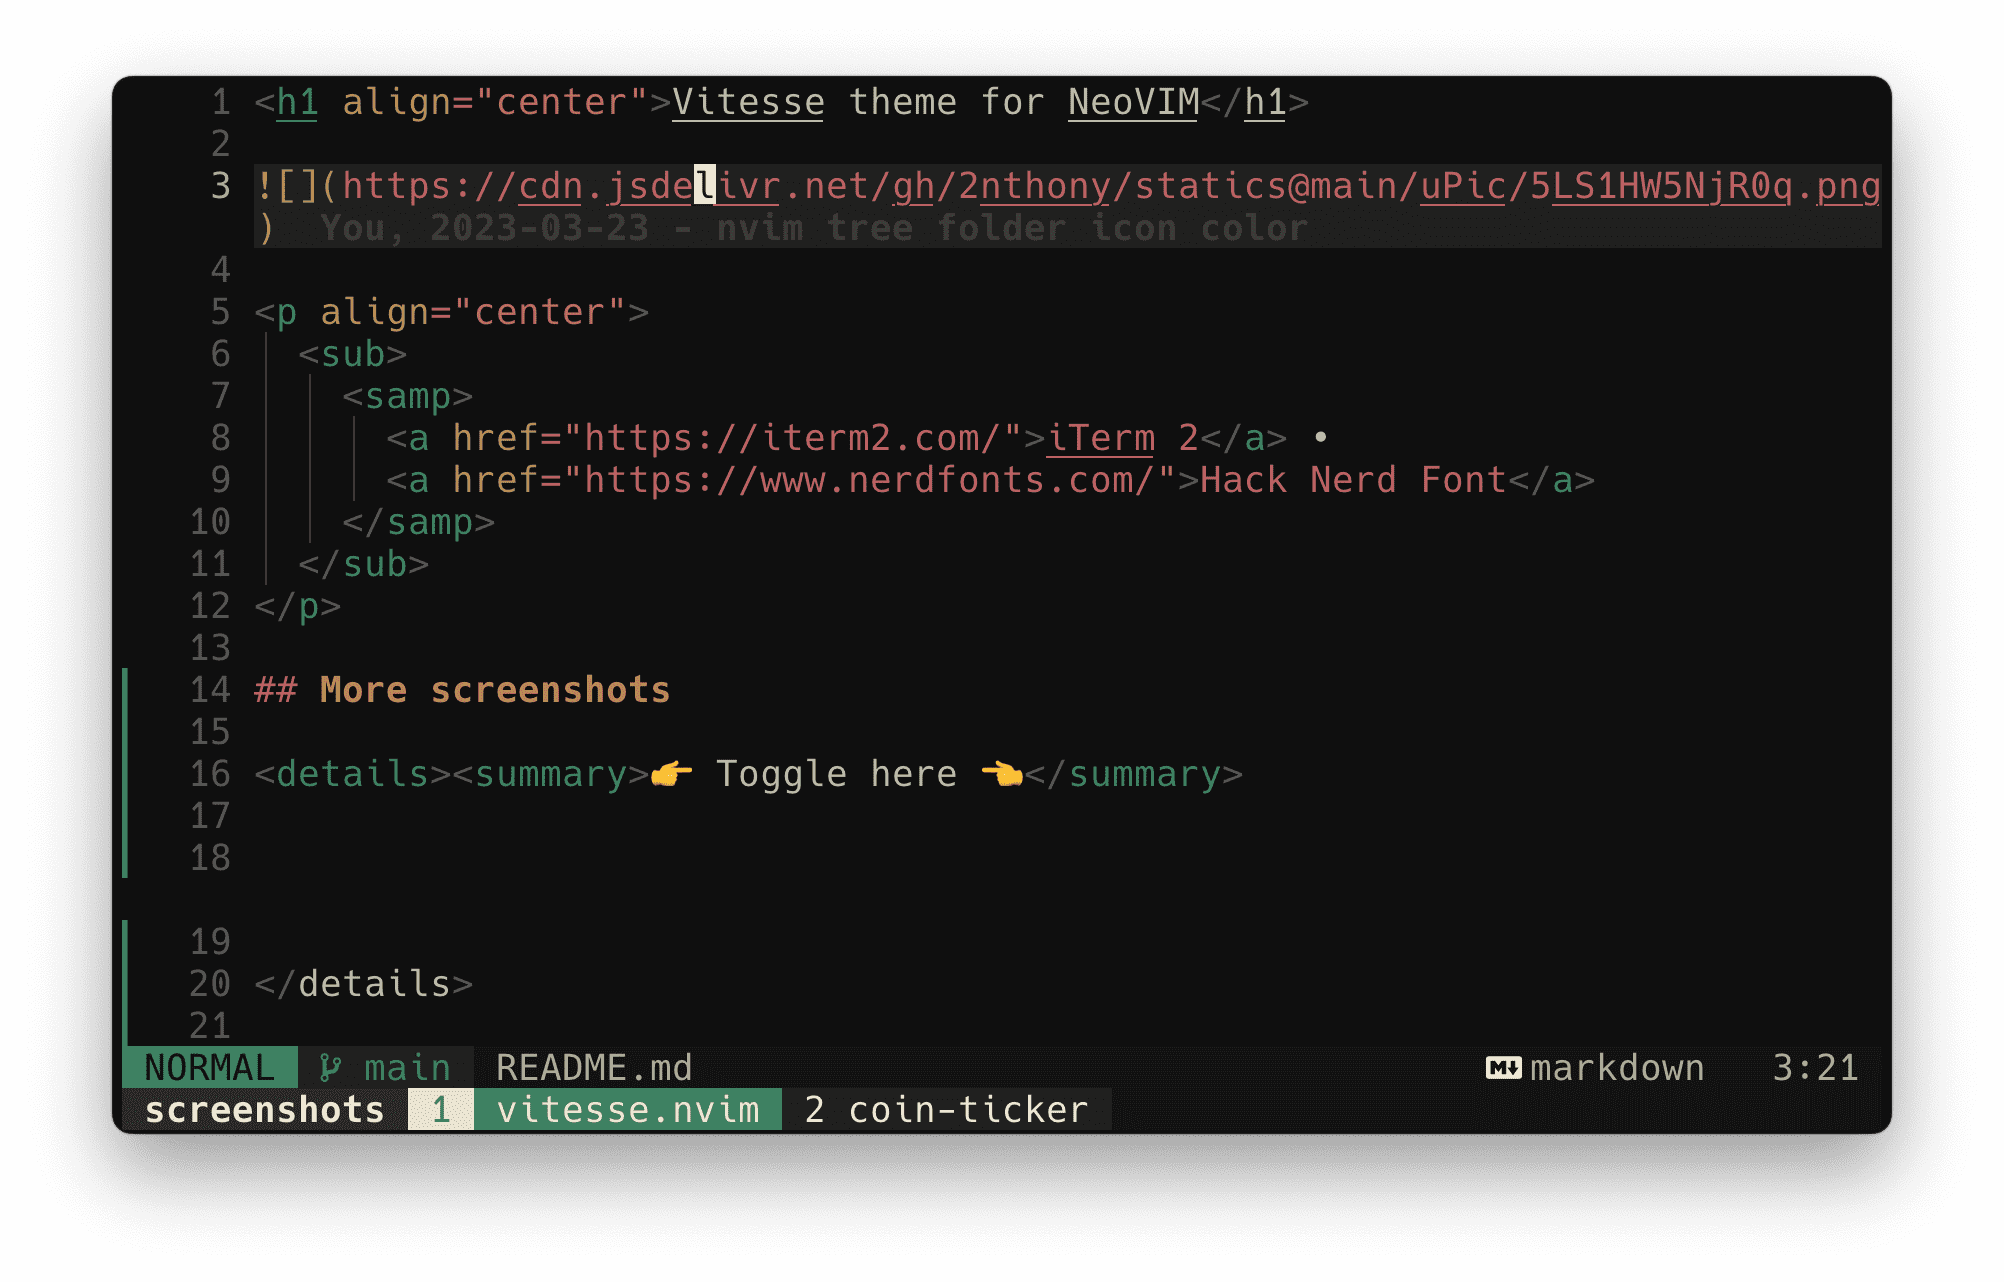 1 <h1 align="center">Vitesse theme for NeoVIM</h1>
2
3 ![](https://cdn.jsdelivr.net/gh/2nthony/statics@main/uPic/5LS1HW5NjR0q.png
)  You, 2023-03-23 - nvim tree folder icon color
4
5 <p align="center">
6   <sub>
7     <samp>
8       <a href="https://iterm2.com/">iTerm 2</a> •
9       <a href="https://www.nerdfonts.com/">Hack Nerd Font</a>
10     </samp>
11   </sub>
12 </p>
13
14 ## More screenshots
15
16 <details><summary>👉 Toggle here 👈</summary>
17
18
19
20 </details>
21
NORMAL main README.md markdown 3:21
screenshots 1 vitesse.nvim 2 coin-ticker